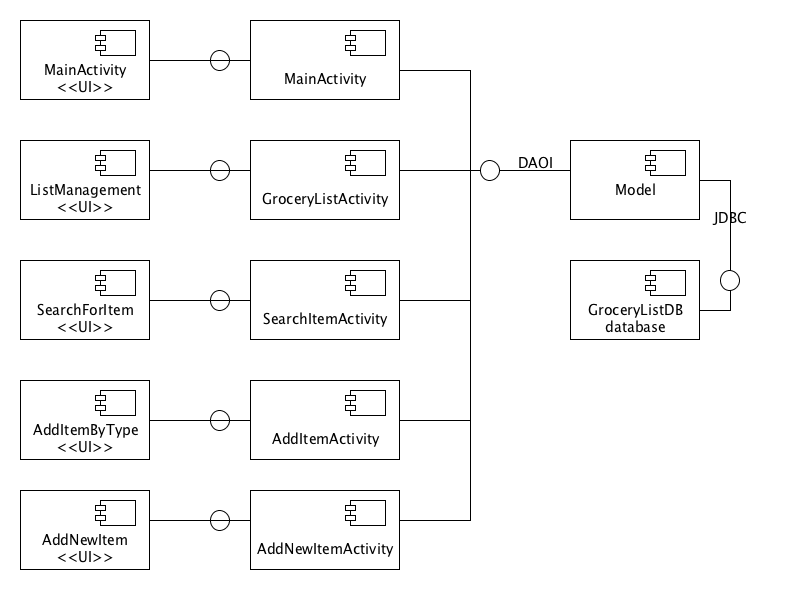 MainActivity
<<UI>>
MainActivity
ListManagement
<<UI>>
GroceryListActivity
DAOI
Model
JDBC
SearchForItem
<<UI>>
SearchItemActivity
GroceryListDB
database
AddItemByType
<<UI>>
AddItemActivity
AddNewItem
<<UI>>
AddNewItemActivity